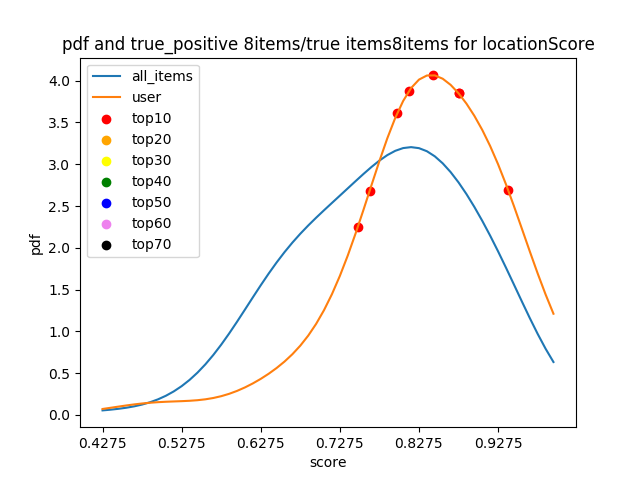 pdf and true_positive 8items/true items8items for locationScore
all_items
user
top10
top20
top30
top40
top50
top60
top70
4.0
3.5
3.0
2.5
2.0
1.5
1.0
0.5
0.0
pdf
0.4275 0.5275 0.6275 0.7275 0.8275 0.9275
score